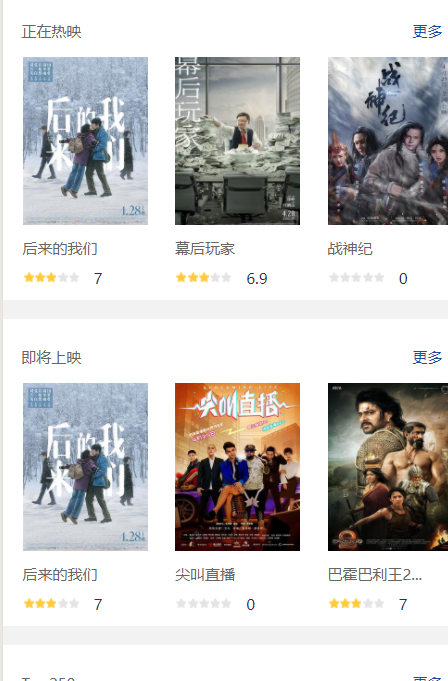 正在热映 更多
后来的我们
4.28
幕后玩家
4.28
战神纪
后来的我们 幕后玩家 战神纪
7 6.9 0
即将上映 更多
后来的我们
4.28
尖叫直播
后来的我们 尖叫直播 巴霍巴利王2...
7 0 7
Top250 更多